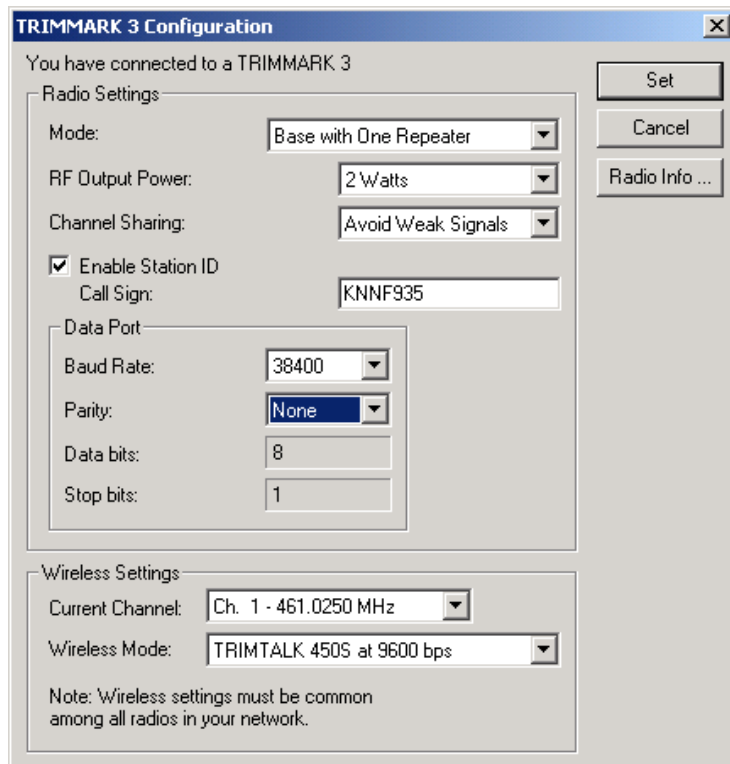 TRIMMARK 3 Configuration
You have connected to a TRIMMARK 3
Set
Cancel
Radio Info ...
Radio Settings
Mode: Base with One Repeater
RF Output Power: 2 Watts
Channel Sharing: Avoid Weak Signals
Enable Station ID
Call Sign: KNNF935
Data Port
Baud Rate: 38400
Parity: None
Data bits: 8
Stop bits: 1
Wireless Settings
Current Channel: Ch. 1 - 461.0250 MHz
Wireless Mode: TRIMTALK 450S at 9600 bps
Note: Wireless settings must be common
among all radios in your network.